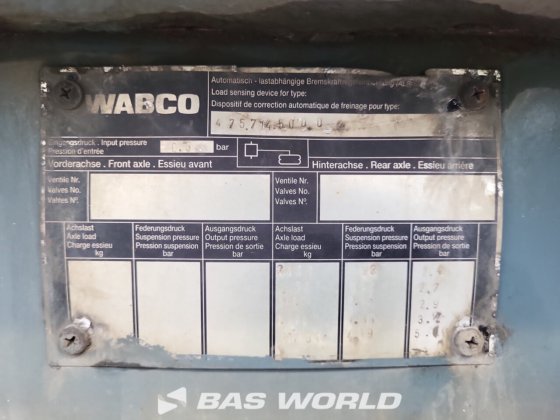 WABCO
Automatisch - lastabhängige
Load sensing device for type:
Dispositif de correction automatique de freinage pour type:
Eingangsdruck . Input pressure
Pression d'entrée
bar
Vorderachse . Front axle . Essieu avant
Hinterachse . Rear axle . Essieu arrière
Ventile Nr.
Valves No.
Valves Nº.
Ventile Nr.
Valves No.
Valves Nº.
Achslast
Axle load
Charge essieu
kg
Federungsdruck
Suspension pressure
Pression suspension
bar
Ausgangsdruck
Output pressure
Pression de sortie
bar
Achslast
Axle load
Charge essieu
kg
Federungsdruck
Suspension pressure
Pression suspension
bar
Ausgangsdruck
Output pressure
Pression de sortie
bar
BAS WORLD